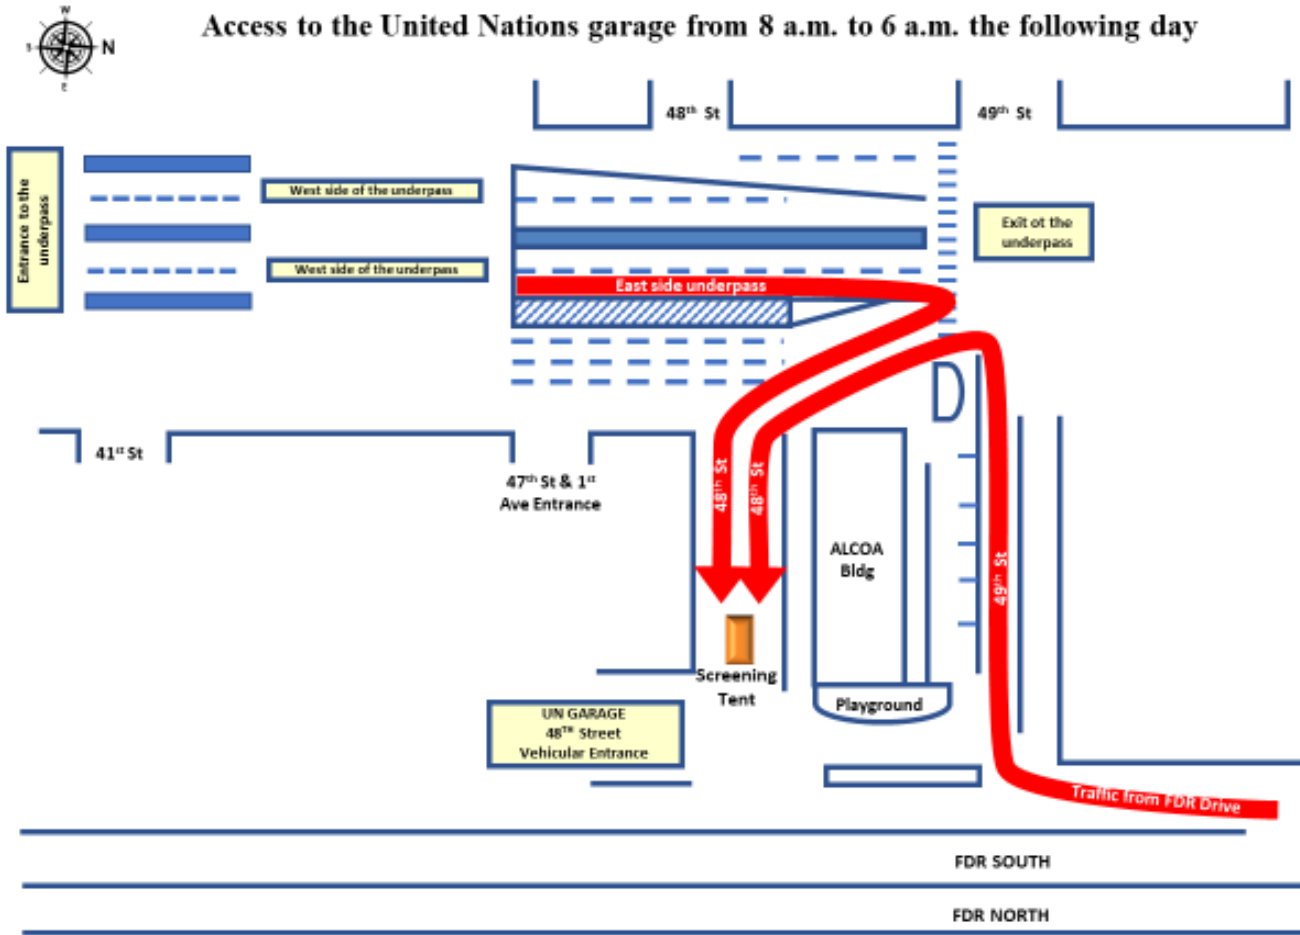 Access to the United Nations garage from 8 a.m. to 6 a.m. the following day
W
S
N
E
48th St
49th St
Entrance to the
underpass
West side of the underpass
West side of the underpass
Exit ot the
underpass
East side underpass
41st St
47th St & 1st
Ave Entrance
48th St
48th St
ALCOA
Bldg
49th St
Screening
Tent
Playground
UN GARAGE
48TH Street
Vehicular Entrance
Traffic from FDR Drive
FDR SOUTH
FDR NORTH